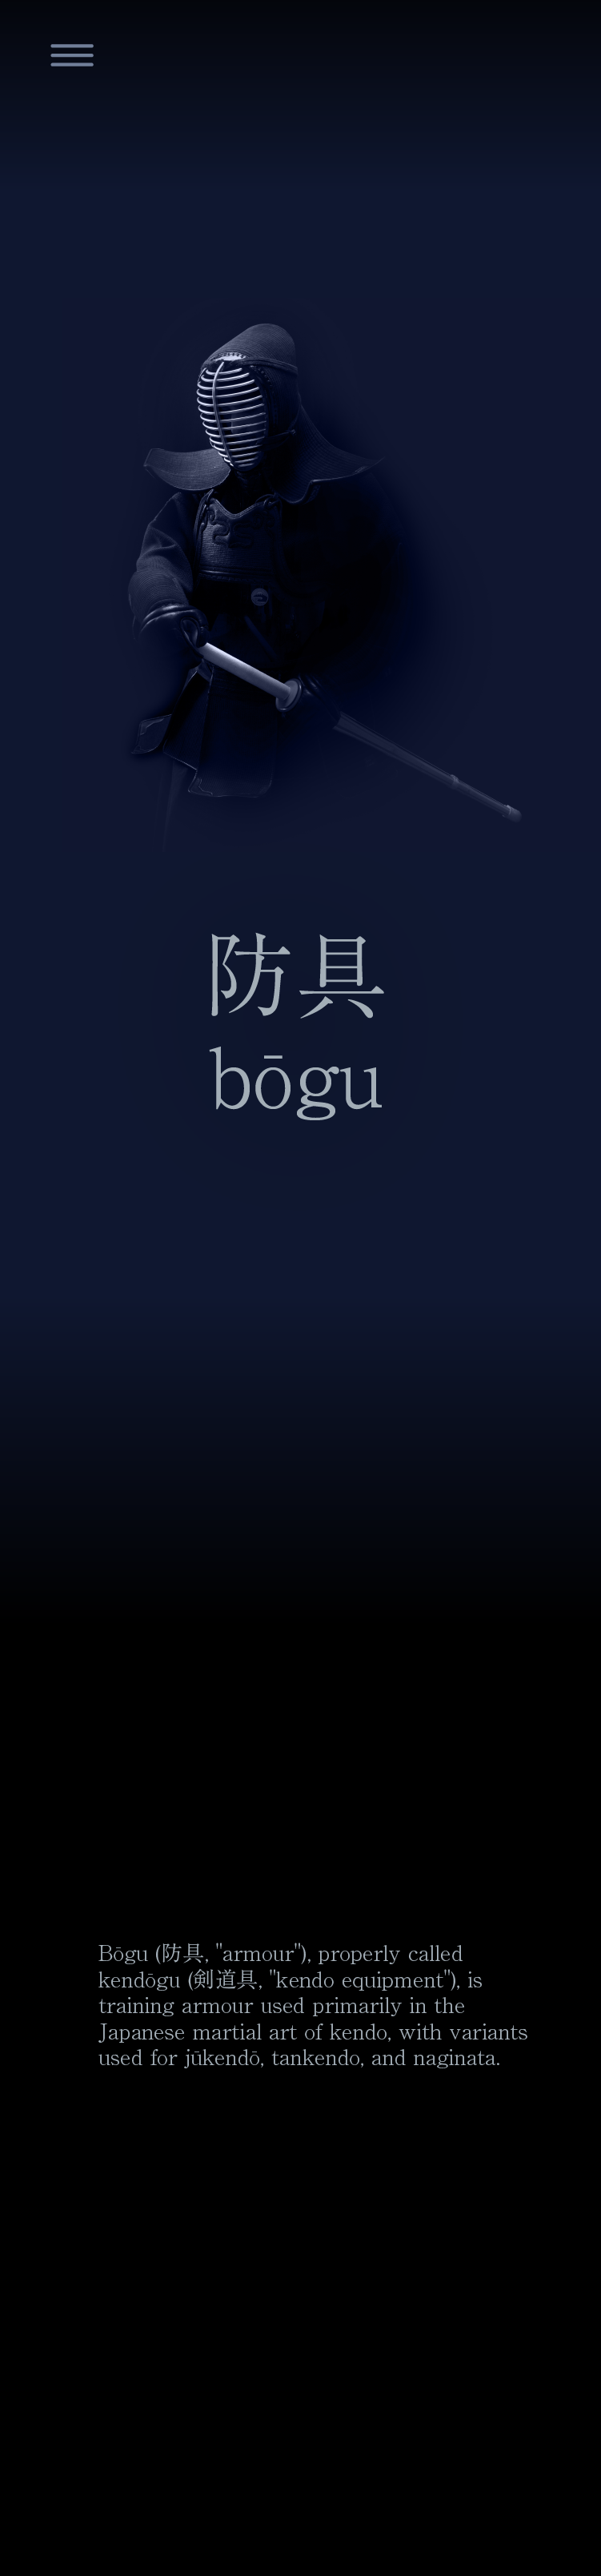 防具
bōgu
Bōgu (防具, "armour"), properly called
kendōgu (剣道具, "kendo equipment"), is
training armour used primarily in the
Japanese martial art of kendo, with variants
used for jūkendō, tankendo, and naginata.